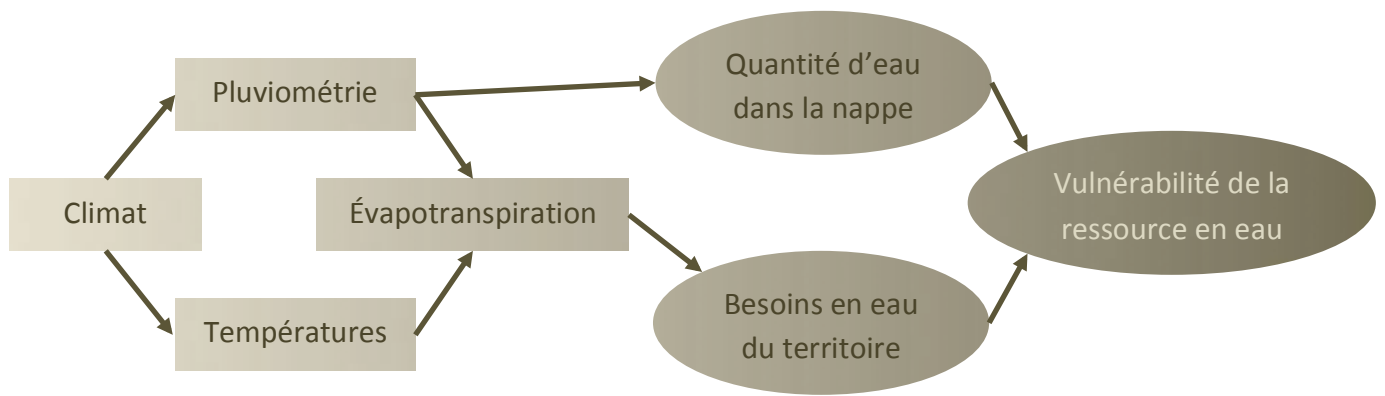 Pluviométrie
Quantité d’eau
dans la nappe
Climat
Évapotranspiration
Vulnérabilité de la
ressource en eau
Températures
Besoins en eau
du territoire